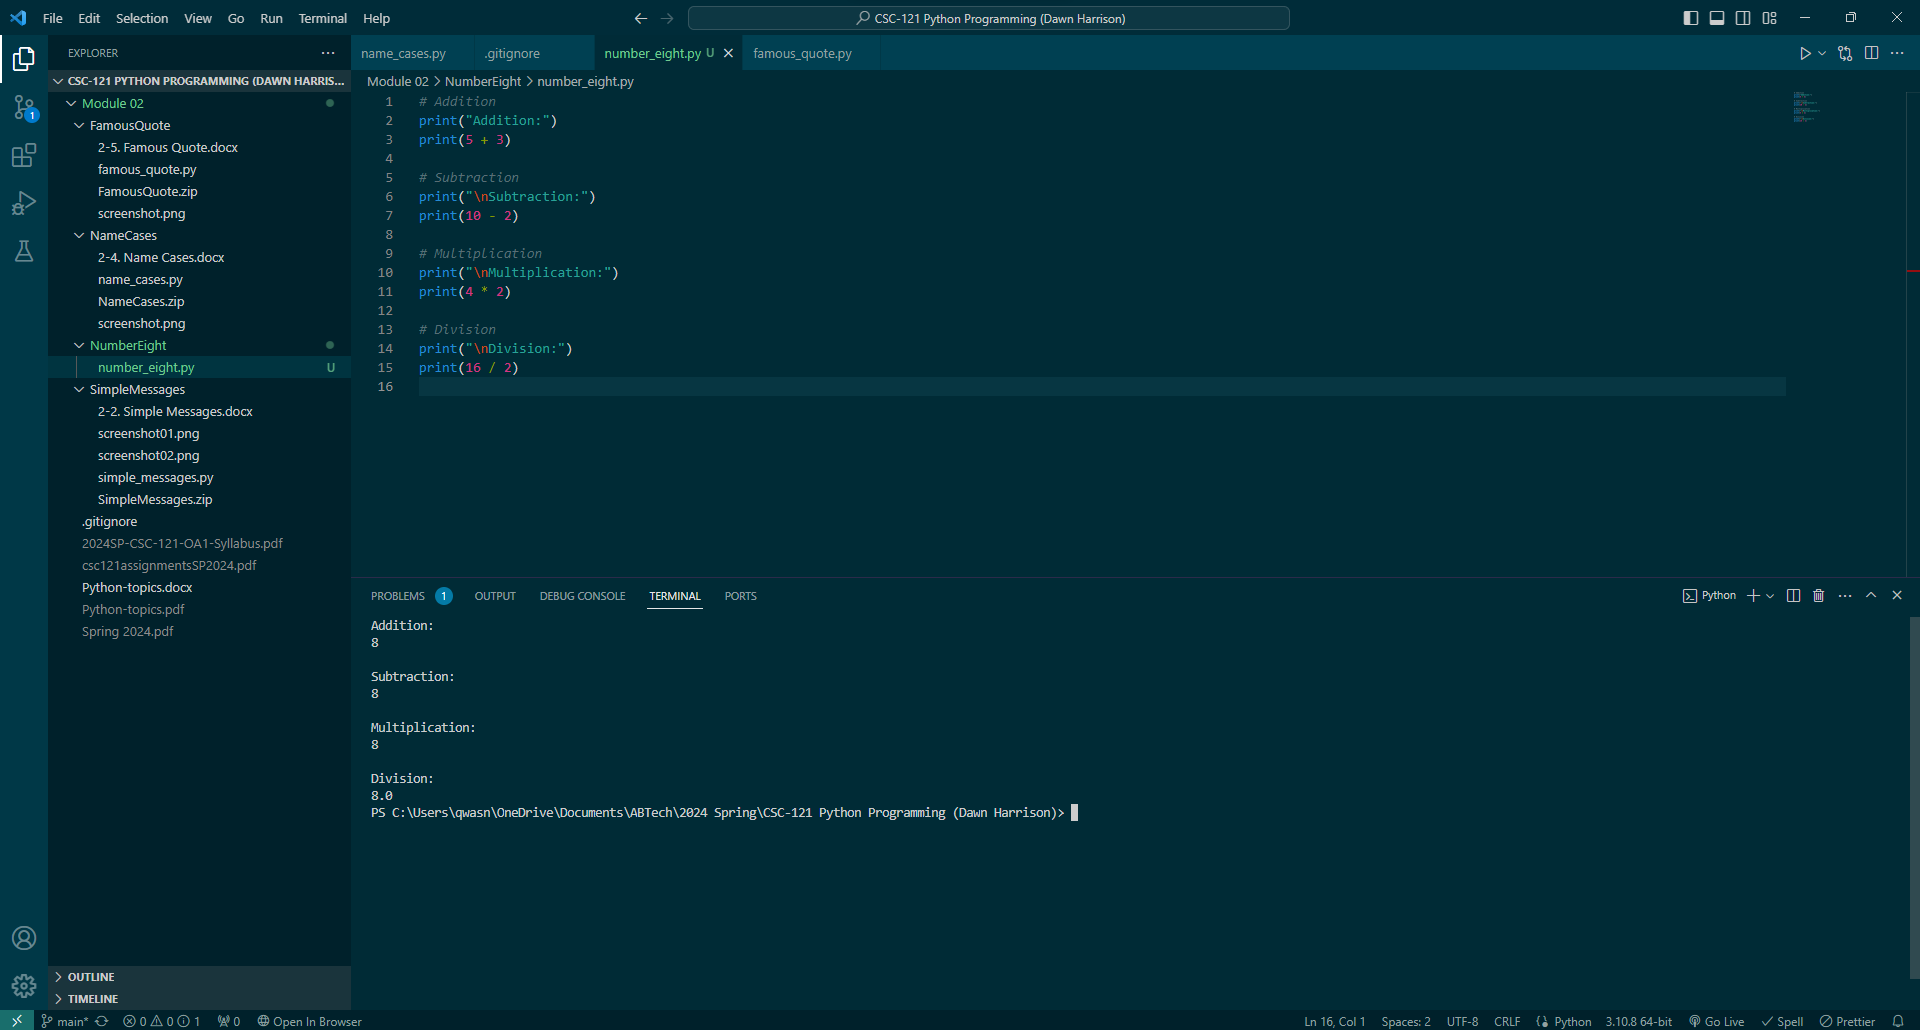 File Edit Selection View Go Run Terminal Help
CSC-121 Python Programming (Dawn Harrison)
EXPLORER
CSC-121 PYTHON PROGRAMMING (DAWN HARRIS...
Module 02
FamousQuote
2-5. Famous Quote.docx
famous_quote.py
FamousQuote.zip
screenshot.png
NameCases
2-4. Name Cases.docx
name_cases.py
NameCases.zip
screenshot.png
NumberEight
number_eight.py U
SimpleMessages
2-2. Simple Messages.docx
screenshot01.png
screenshot02.png
simple_messages.py
SimpleMessages.zip
.gitignore
2024SP-CSC-121-OA1-Syllabus.pdf
csc121assignmentsSP2024.pdf
Python-topics.docx
Python-topics.pdf
Spring 2024.pdf
OUTLINE
TIMELINE
1
name_cases.py .gitignore number_eight.py U famous_quote.py
Module 02 > NumberEight > number_eight.py
1 # Addition
2 print("Addition:")
3 print(5 + 3)
4
5 # Subtraction
6 print("\nSubtraction:")
7 print(10 - 2)
8
9 # Multiplication
10 print("\nMultiplication:")
11 print(4 * 2)
12
13 # Division
14 print("\nDivision:")
15 print(16 / 2)
16
PROBLEMS 1 OUTPUT DEBUG CONSOLE TERMINAL PORTS
Python
Addition:
8
Subtraction:
8
Multiplication:
8
Division:
8.0
PS C:\Users\qwasn\OneDrive\Documents\ABTech\2024 Spring\CSC-121 Python Programming (Dawn Harrison)>
main* 0 0 1 0 Open In Browser
Ln 16, Col 1 Spaces: 2 UTF-8 CRLF Python 3.10.8 64-bit Go Live Spell Prettier